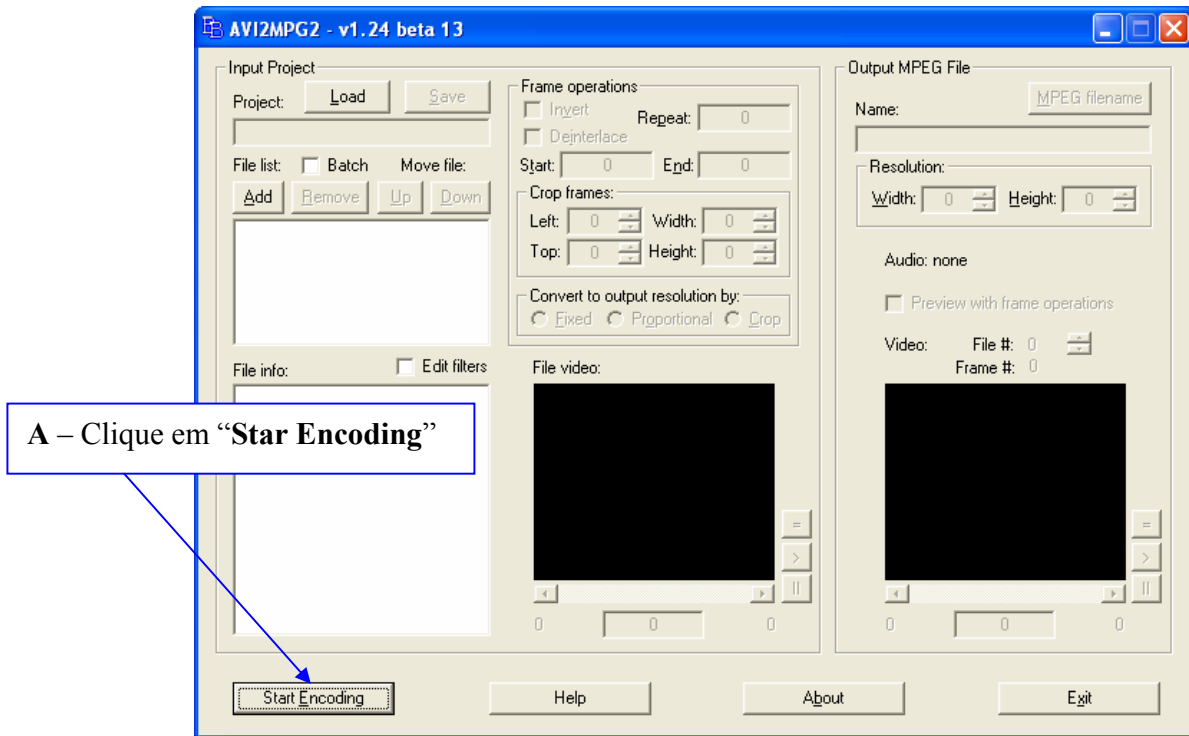 AVI2MPG2 - v1.24 beta 13
Input Project
Project: Load Save
File list: Batch Move file:
Add Remove Up Down
File info: Edit filters
Frame operations
Invert Repeat: 0
Deinterlace
Start: 0 End: 0
Crop frames:
Left: 0 Width: 0
Top: 0 Height: 0
Convert to output resolution by:
Fixed Proportional Crop
File video:
=
>
||
0 0 0
Output MPEG File
Name: MPEG filename
Resolution:
Width: 0 Height: 0
Audio: none
Preview with frame operations
Video: File #: 0
Frame #: 0
=
>
||
0 0 0
A – Clique em “Star Encoding”
Start Encoding Help About Exit